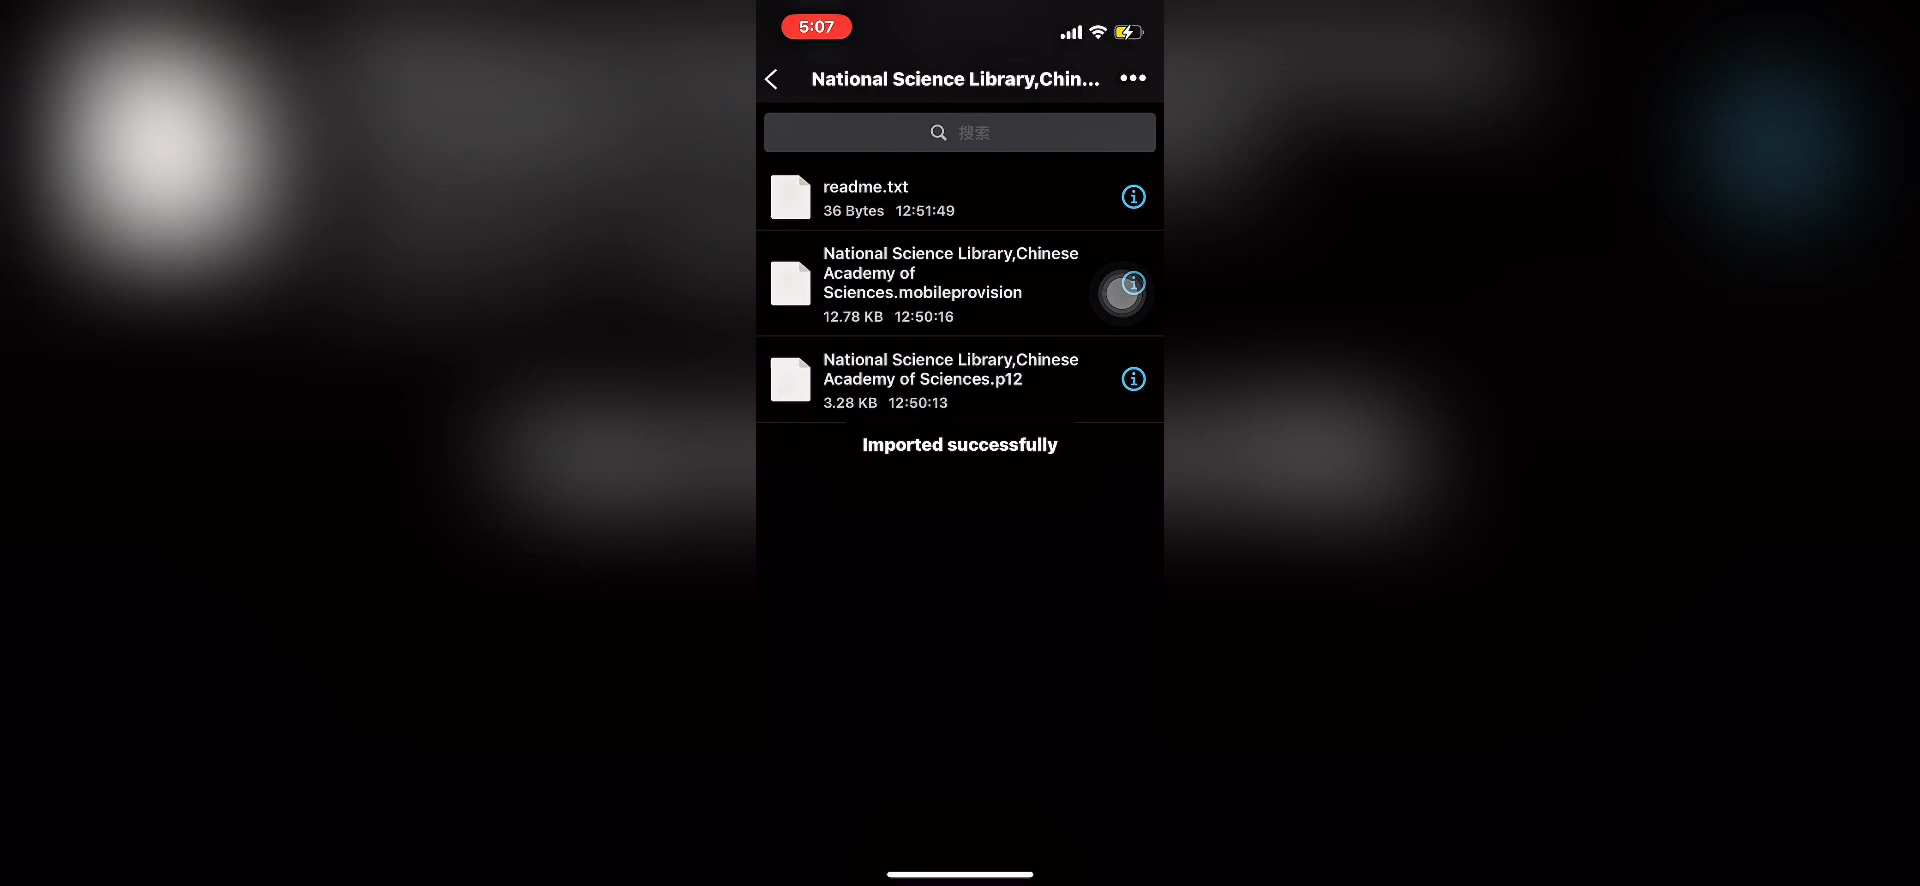 5:07
National Science Library,Chin...
搜索
readme.txt
36 Bytes 12:51:49
National Science Library,Chinese
Academy of
Sciences.mobileprovision
12.78 KB 12:50:16
National Science Library,Chinese
Academy of Sciences.p12
3.28 KB 12:50:13
Imported successfully